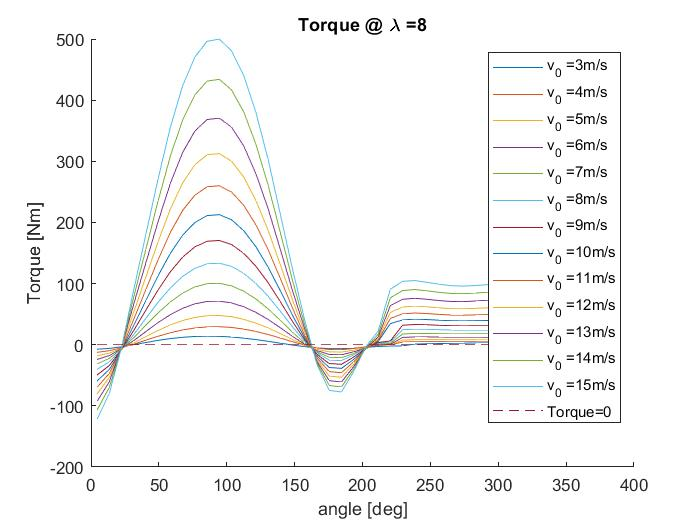 Torque @ λ =8
500
400
300
200
100
0
-100
-200
Torque [Nm]
0 50 100 150 200 250 300 350 400
angle [deg]
v0 =3m/s
v0 =4m/s
v0 =5m/s
v0 =6m/s
v0 =7m/s
v0 =8m/s
v0 =9m/s
v0 =10m/s
v0 =11m/s
v0 =12m/s
v0 =13m/s
v0 =14m/s
v0 =15m/s
Torque=0